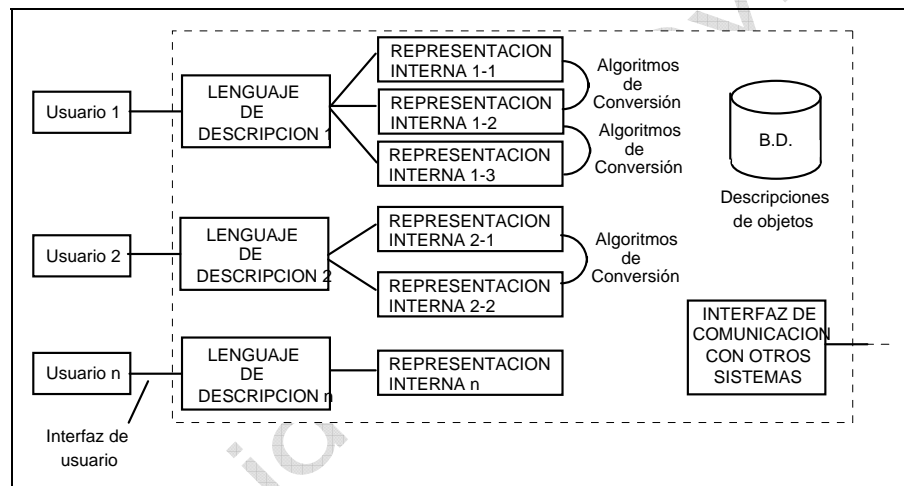 REPRESENTACION
INTERNA 1-1
Algoritmos
de
Conversión
Usuario 1
LENGUAJE
DE
DESCRIPCION 1
REPRESENTACION
INTERNA 1-2
Algoritmos
de
Conversión
REPRESENTACION
INTERNA 1-3
B.D.
Descripciones
de objetos
Usuario 2
LENGUAJE
DE
DESCRIPCION 2
REPRESENTACION
INTERNA 2-1
Algoritmos
de
Conversión
REPRESENTACION
INTERNA 2-2
INTERFAZ DE
COMUNICACION
CON OTROS
SISTEMAS
Usuario n
LENGUAJE
DE
DESCRIPCION n
REPRESENTACION
INTERNA n
Interfaz de
usuario